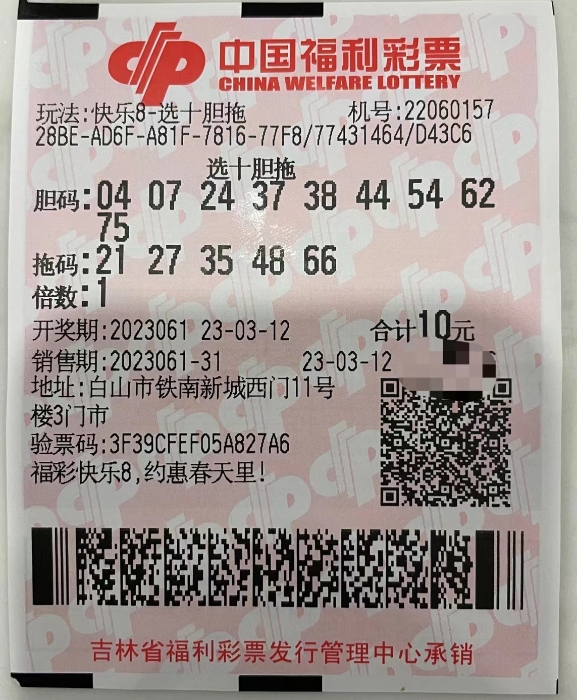 中国福利彩票
CHINA WELFARE LOTTERY
玩法:快乐8-选十胆拖 机号:22060157
28BE-AD6F-A81F-7816-77F8/77431464/D43C6
选十胆拖
胆码:04 07 24 37 38 44 54 62
75
拖码:21 27 35 48 66
倍数:1
开奖期:2023061 23-03-12 合计10元
销售期:2023061-31 23-03-12
地址:白山市铁南新城西门11号
楼3门市
验票码:3F39CFEF05A827A6
福彩快乐8,约惠春天里!
吉林省福利彩票发行管理中心承销